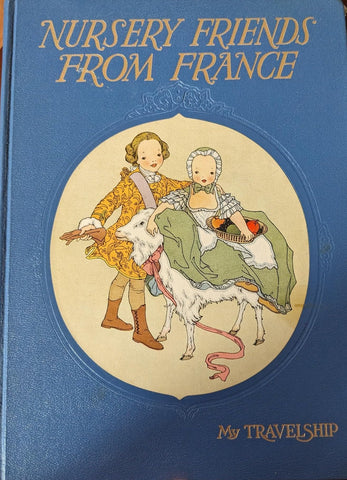 NURSERY FRIENDS
FROM FRANCE
My TRAVELSHIP